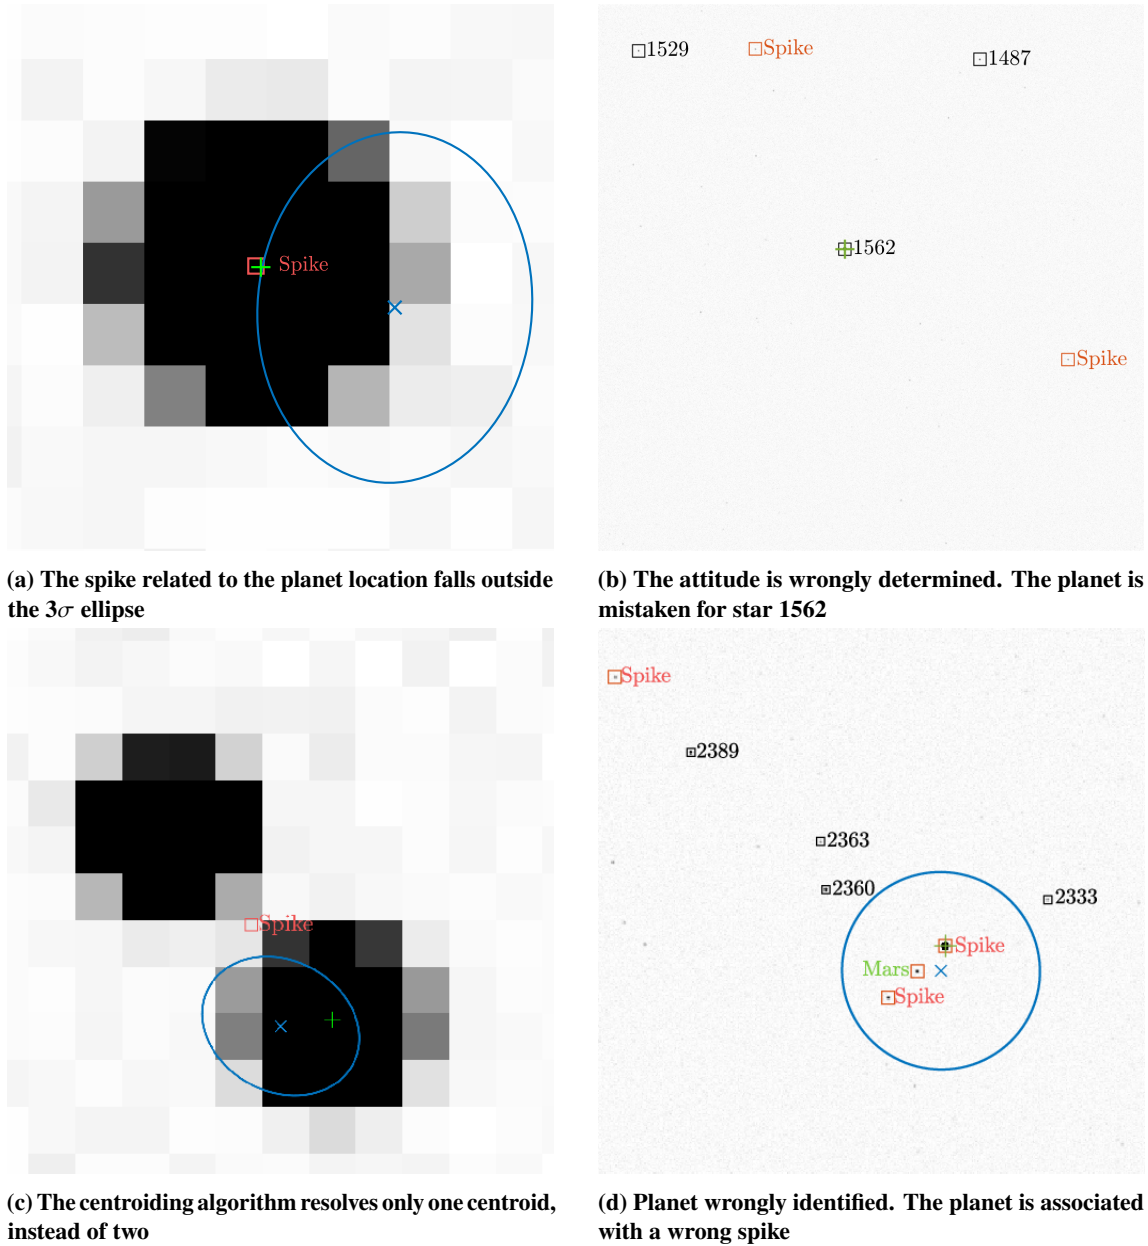 Spike
(a) The spike related to the planet location falls outside
the 3σ ellipse
1529
Spike
1487
1562
Spike
(b) The attitude is wrongly determined. The planet is
mistaken for star 1562
Spike
(c) The centroiding algorithm resolves only one centroid,
instead of two
Spike
2389
2363
2360
2333
Spike
Mars
Spike
(d) Planet wrongly identified. The planet is associated
with a wrong spike